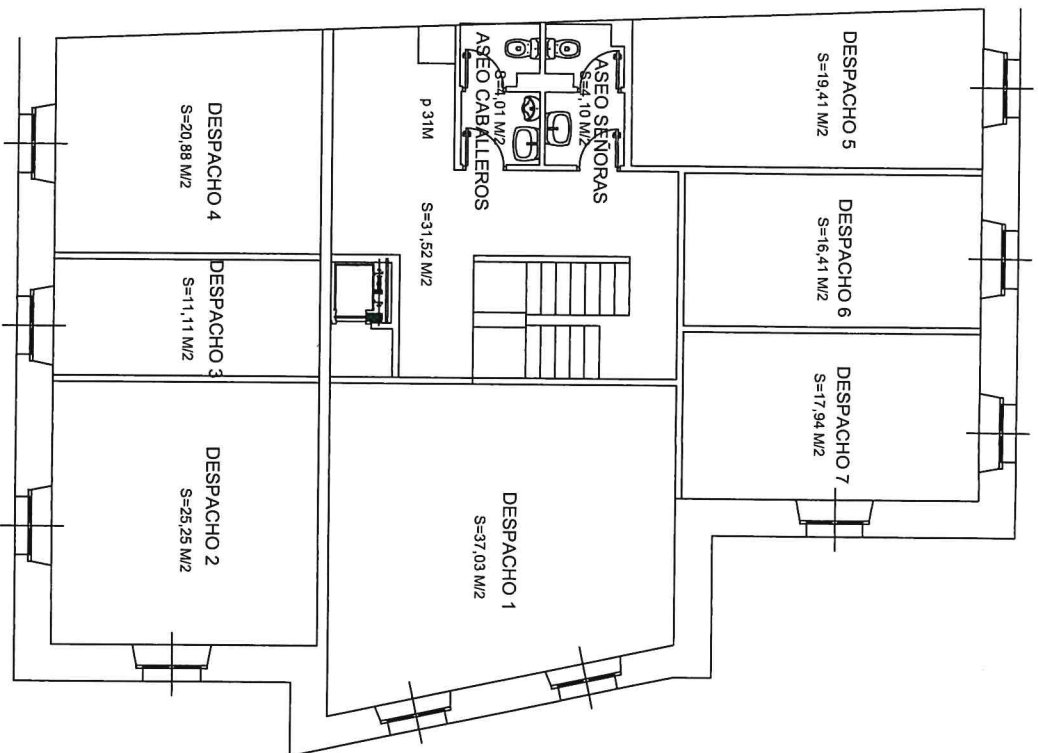 DESPACHO 5
S=19,41 M/2
DESPACHO 6
S=16,41 M/2
DESPACHO 7
S=17,94 M/2
ASEO SEÑORAS
S=4,10 M/2
S=4,01 M/2
ASEO CABALLEROS
p 31M
S=31,52 M/2
DESPACHO 1
S=37,03 M/2
DESPACHO 4
S=20,88 M/2
DESPACHO 3
S=11,11 M/2
DESPACHO 2
S=25,25 M/2